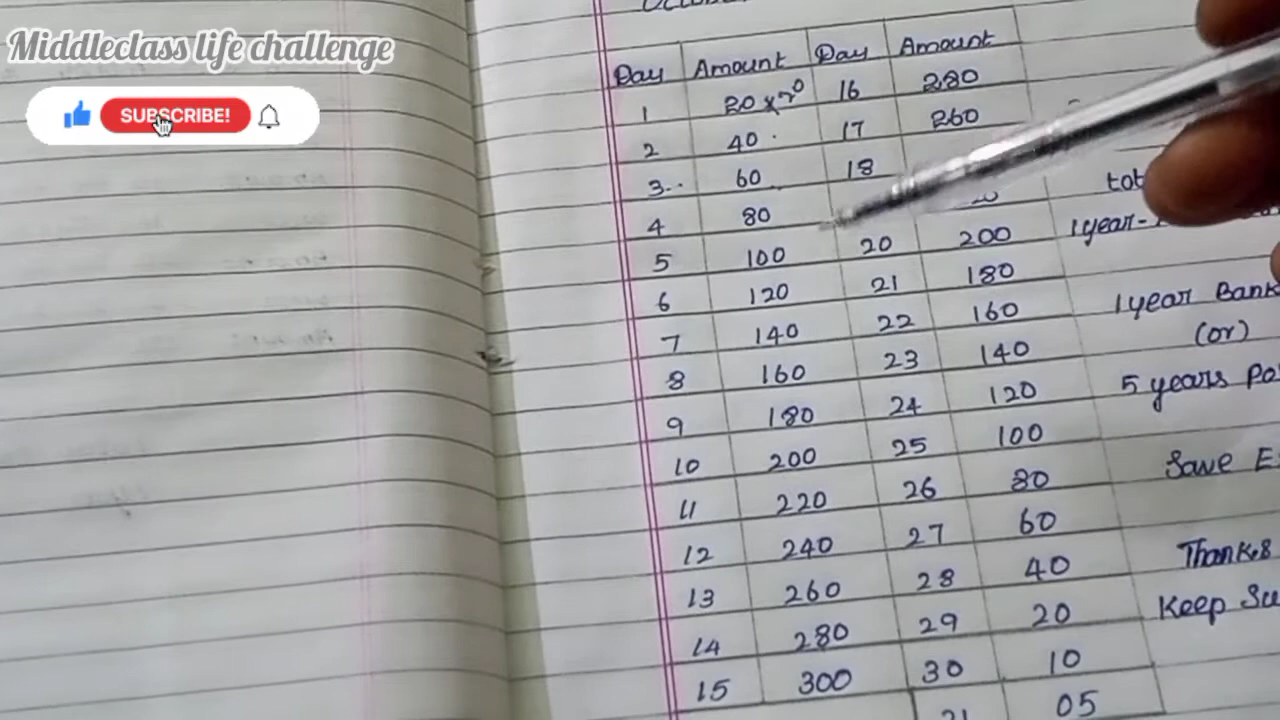 Middleclass life challenge
SUBSCRIBE!
Day Amount Day Amount
1 20 16 280
2 40 17 260
3 60 18
4 80
5 100 20 200
6 120 21 180
7 140 22 160
8 160 23 140
9 180 24 120
10 200 25 100
11 220 26 80
12 240 27 60
13 260 28 40
14 280 29 20
15 300 30 10
05
1year-
1year Bank
(or)
5 years
Save
Thanks
Keep